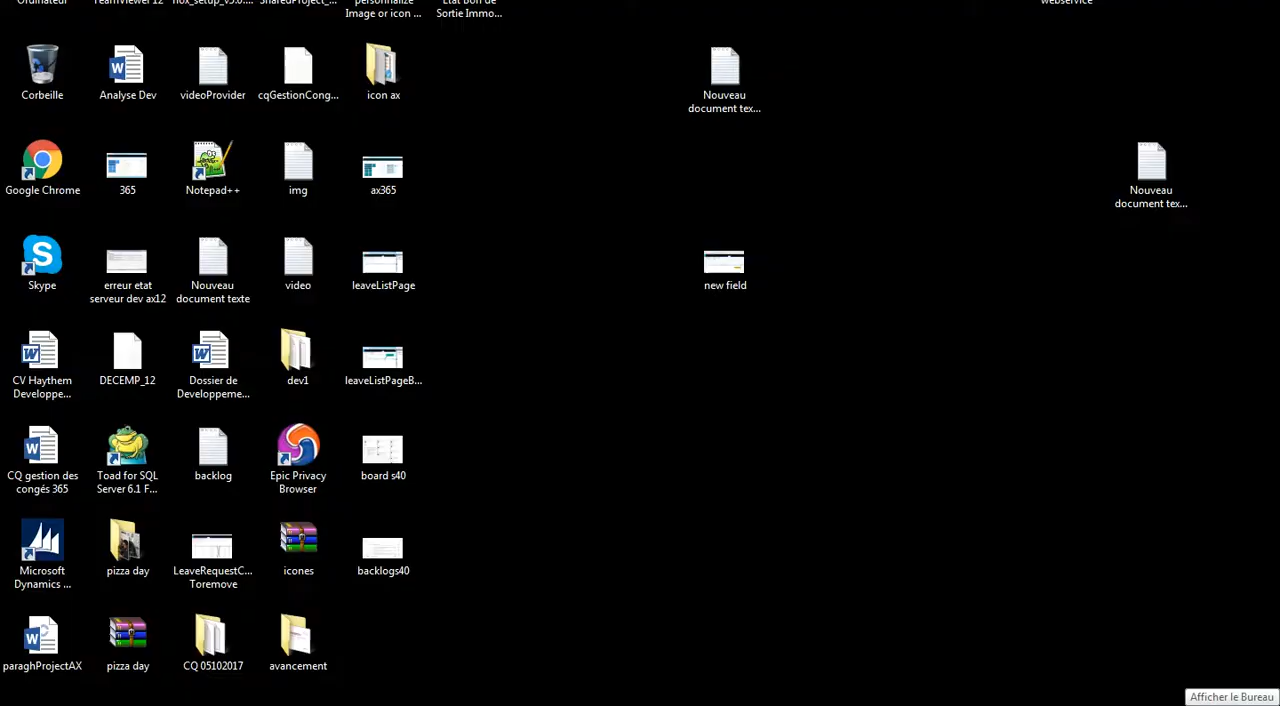 Ordinateur
TeamViewer 12
nox_setup_v5.0....
SharedProject_...
personnalize
Image or icon ...
Etat Bon de
Sortie Immo...
webservice
Corbeille
Analyse Dev
videoProvider
cqGestionCong...
icon ax
Nouveau
document tex...
Google Chrome
365
Notepad++
img
ax365
Nouveau
document tex...
Skype
erreur etat
serveur dev ax12
Nouveau
document texte
video
leaveListPage
new field
CV Haythem
Developpe...
DECEMP_12
Dossier de
Developpeme...
dev1
leaveListPageB...
CQ gestion des
congés 365
Toad for SQL
Server 6.1 F...
backlog
Epic Privacy
Browser
board s40
Microsoft
Dynamics ...
pizza day
LeaveRequestC...
Toremove
icones
backlogs40
paraghProjectAX
pizza day
CQ 05102017
avancement
Afficher le Bureau